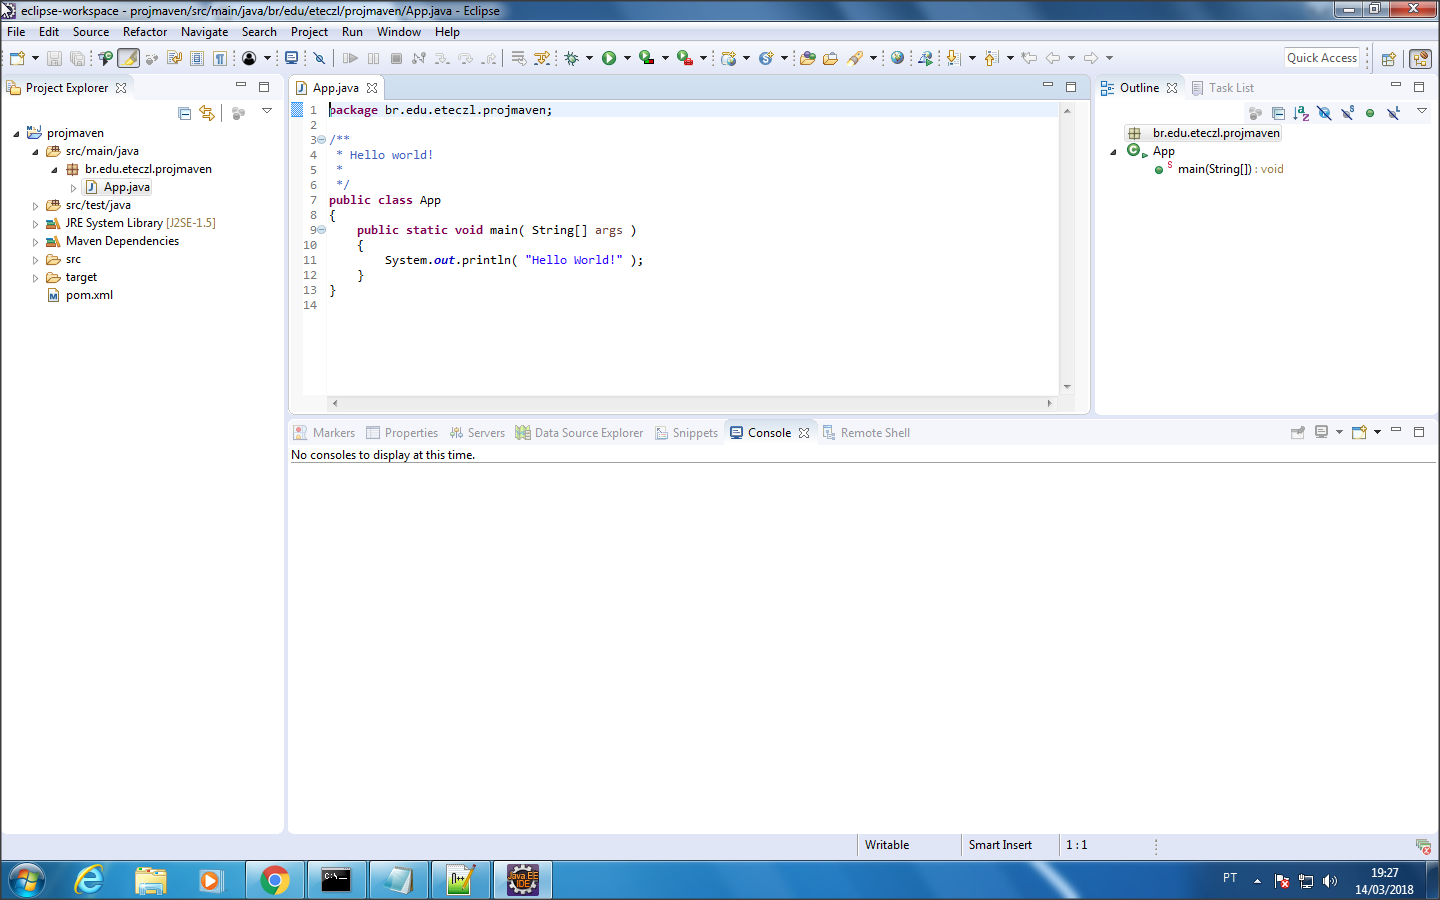 eclipse-workspace - projmaven/src/main/java/br/edu/eteczl/projmaven/App.java - Eclipse
File Edit Source Refactor Navigate Search Project Run Window Help
Quick Access
Project Explorer
projmaven
src/main/java
br.edu.eteczl.projmaven
App.java
src/test/java
JRE System Library [J2SE-1.5]
Maven Dependencies
src
target
pom.xml
App.java
1 package br.edu.eteczl.projmaven;
2
3 /**
4 * Hello world!
5 *
6 */
7 public class App
8 {
9 public static void main( String[] args )
10 {
11 System.out.println( "Hello World!" );
12 }
13 }
14
Outline Task List
br.edu.eteczl.projmaven
App
main(String[]) : void
Markers Properties Servers Data Source Explorer Snippets Console Remote Shell
No consoles to display at this time.
Writable Smart Insert 1 : 1
Java EE
IDE
PT
19:27
14/03/2018